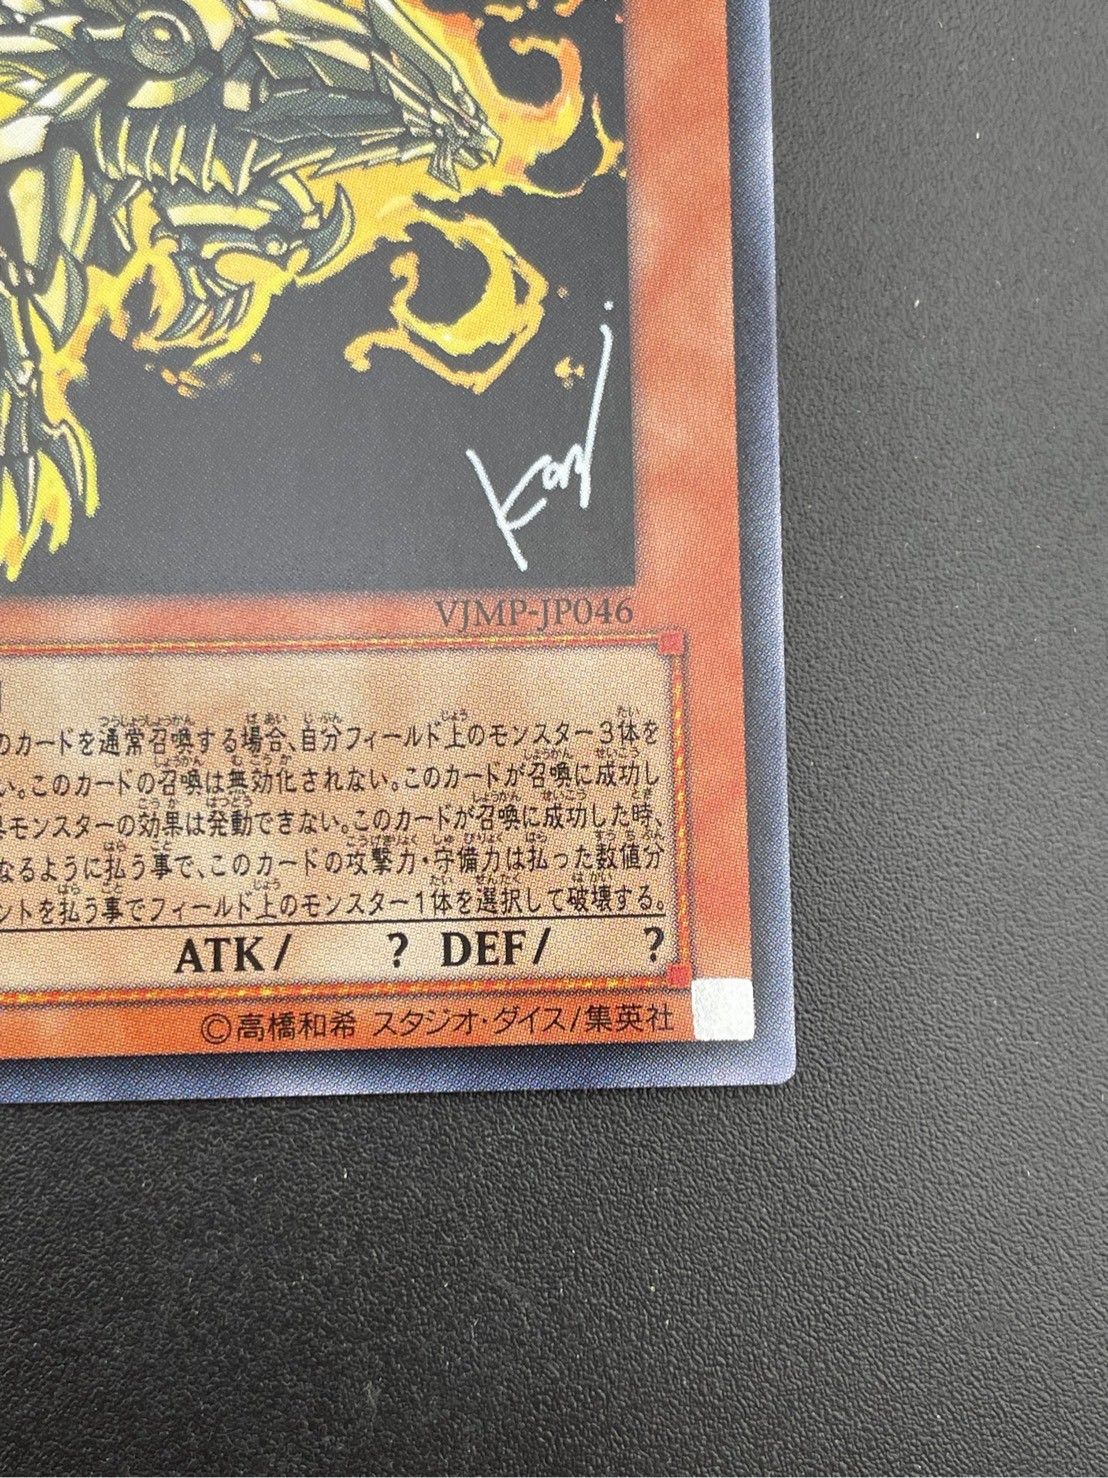 Kazuki
VJMP-JP046
のカードを通常召喚する場合、自分フィールド上のモンスター3体を
い。このカードの召喚は無効化されない。このカードが召喚に成功し
モンスターの効果は発動できない。このカードが召喚に成功した時、
なるように払う事で、このカードの攻撃力・守備力は払った数値分
ントを払う事でフィールド上のモンスター1体を選択して破壊する。
ATK/ ? DEF/ ?
©高橋和希 スタジオ・ダイス/集英社